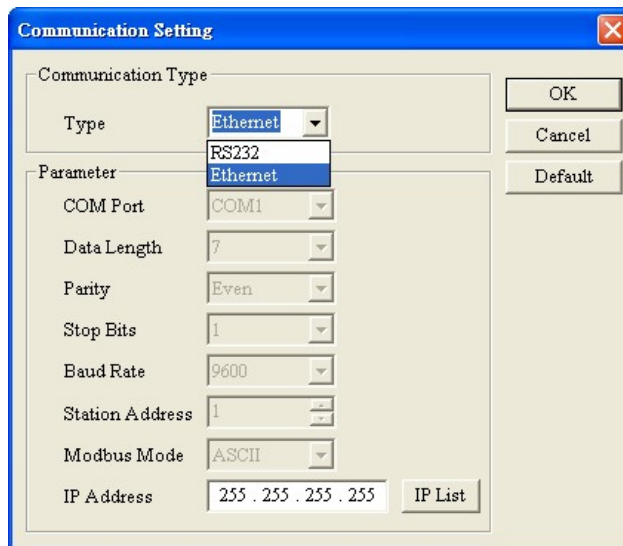 Communication Setting
Communication Type
Type Ethernet
RS232
Ethernet
Parameter
COM Port COM1
Data Length 7
Parity Even
Stop Bits 1
Baud Rate 9600
Station Address 1
Modbus Mode ASCII
IP Address 255 . 255 . 255 . 255 IP List
OK
Cancel
Default